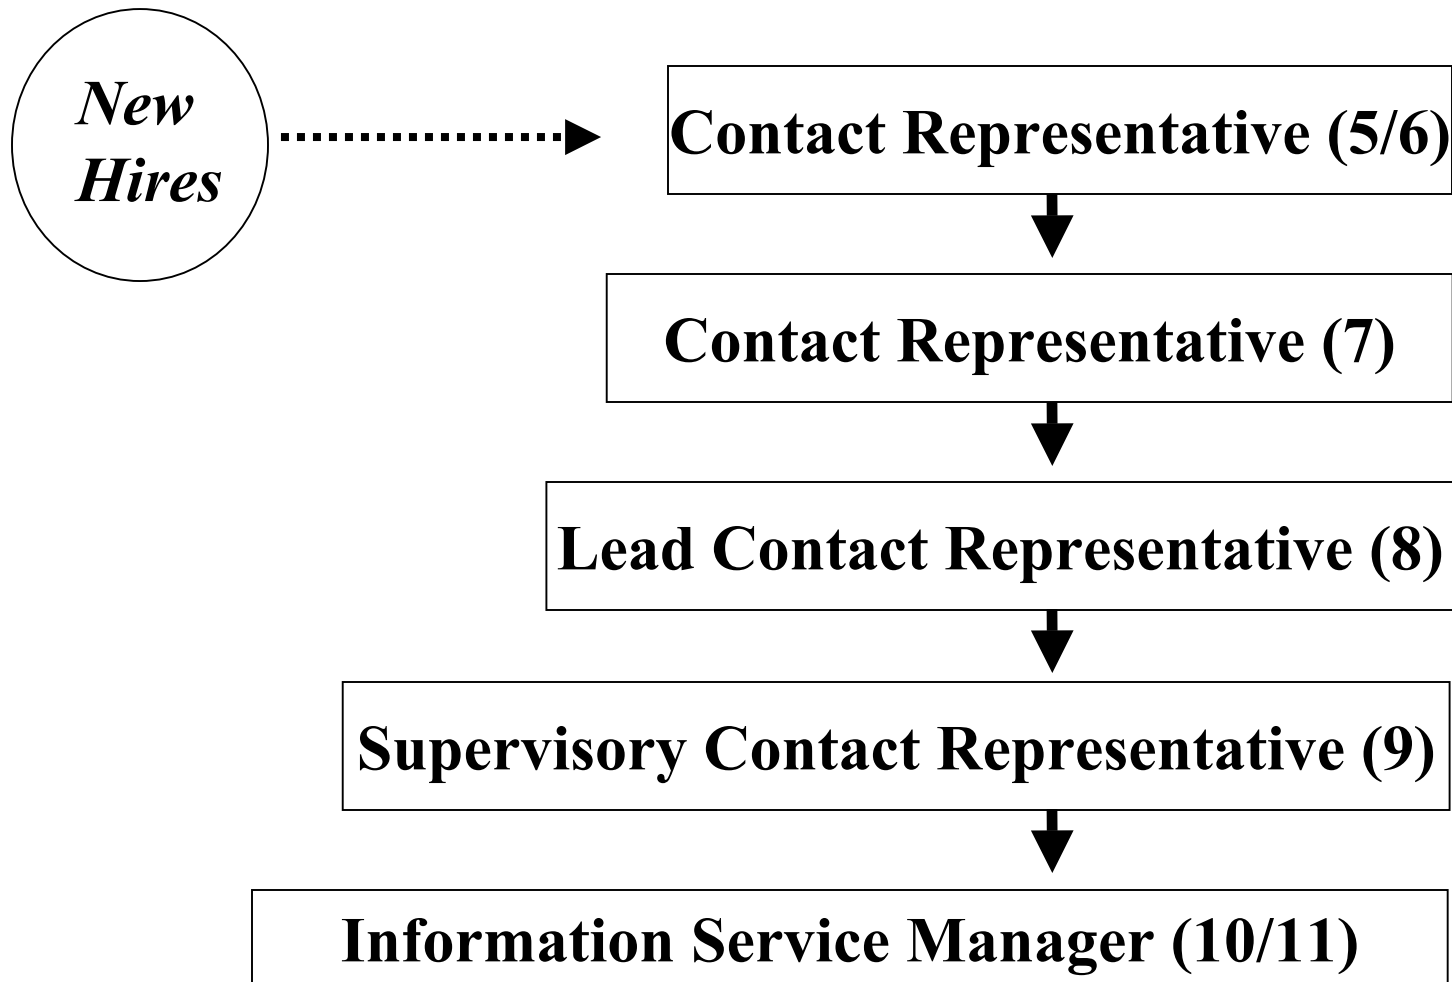 New
Hires
Contact Representative (5/6)
Contact Representative (7)
Lead Contact Representative (8)
Supervisory Contact Representative (9)
Information Service Manager (10/11)